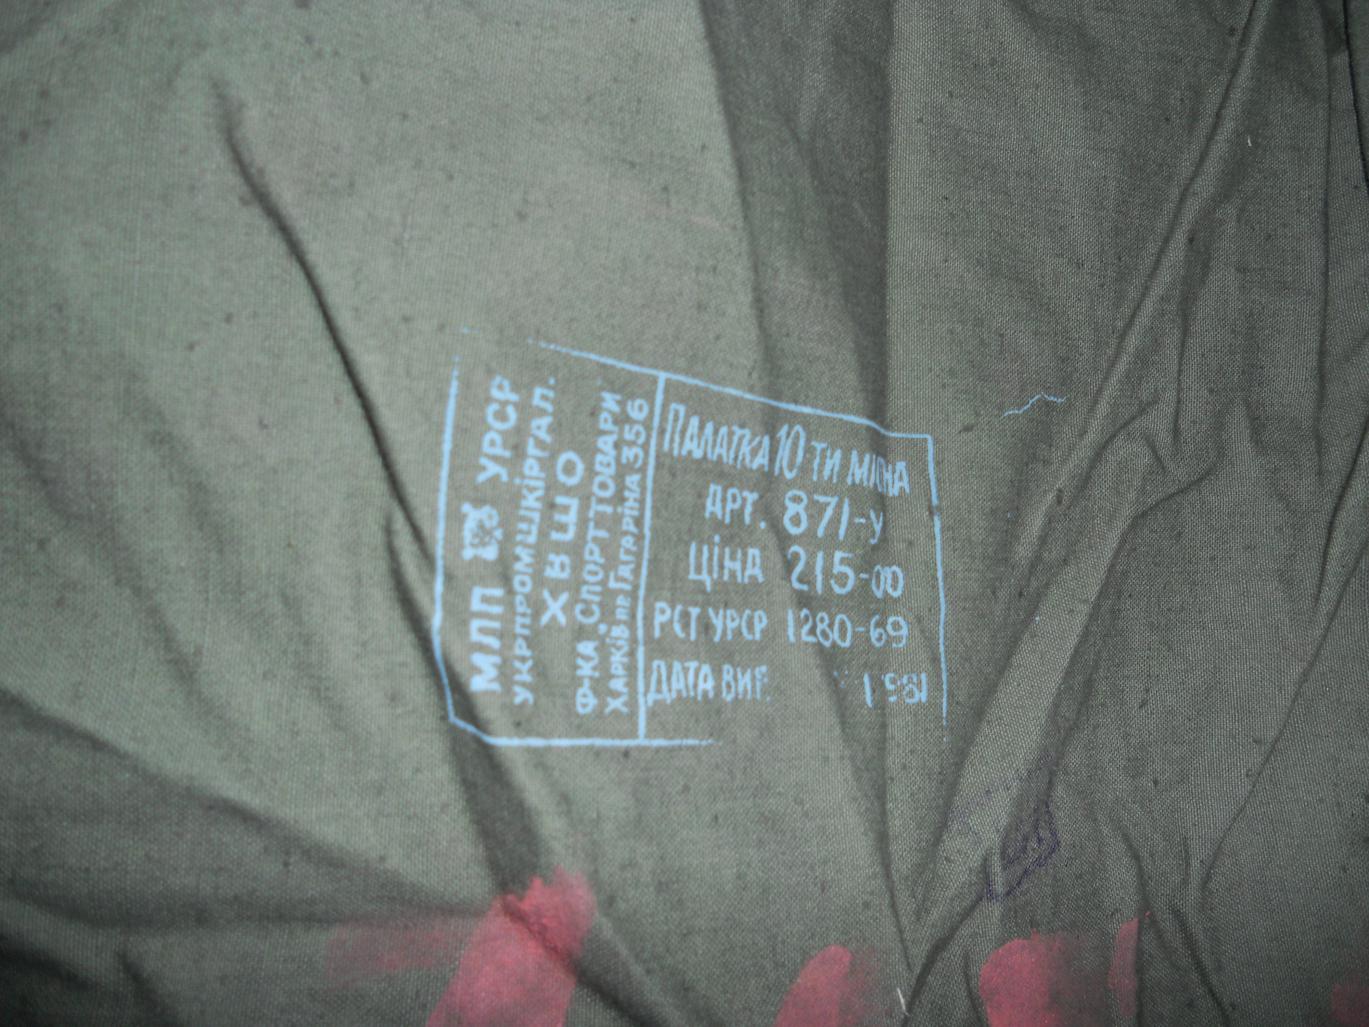 МЛП УРСР
УКРПРОМШКІРГАЛ.
ХВШО
Ф-КА „СПОРТТОВАРИ
ХАРКІВ ПР. ГАГАРІНА 356
ПАЛАТКА 10 ТИ МІСНА
АРТ. 871-У
ЦІНА 215-00
РСТ УРСР 1280-69
ДАТА ВИГ. 1981